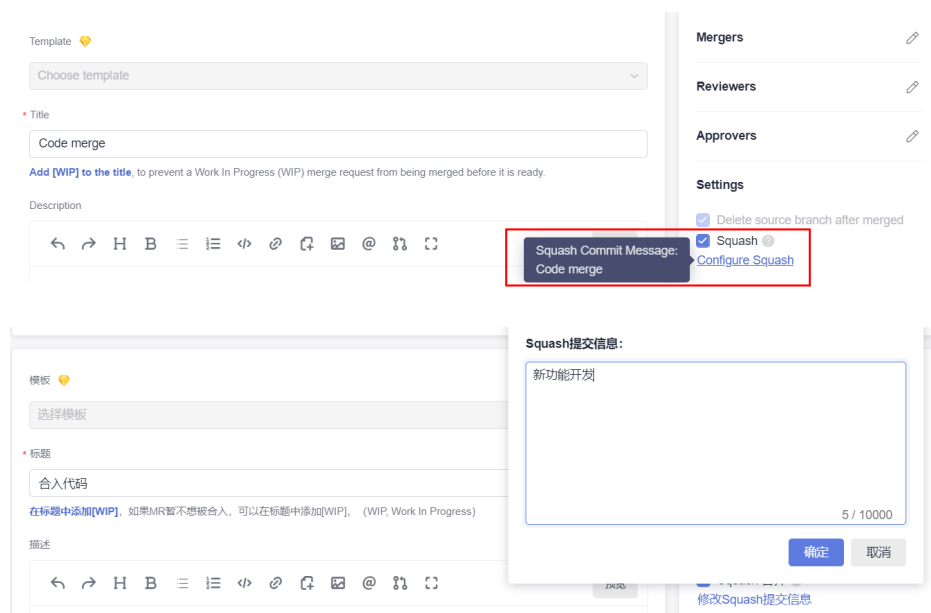 Template
Choose template
* Title
Code merge
Add [WIP] to the title, to prevent a Work In Progress (WIP) merge request from being merged before it is ready.
Description
H B @
Mergers
Reviewers
Approvers
Settings
Delete source branch after merged
Squash
Configure Squash
Squash Commit Message:
Code merge
模板
选择模板
* 标题
合入代码
在标题中添加[WIP]，如果MR暂不想被合入，可以在标题中添加[WIP]， (WIP, Work In Progress)
描述
H B @
Squash提交信息：
新功能开发
5 / 10000
确定 取消
修改Squash提交信息